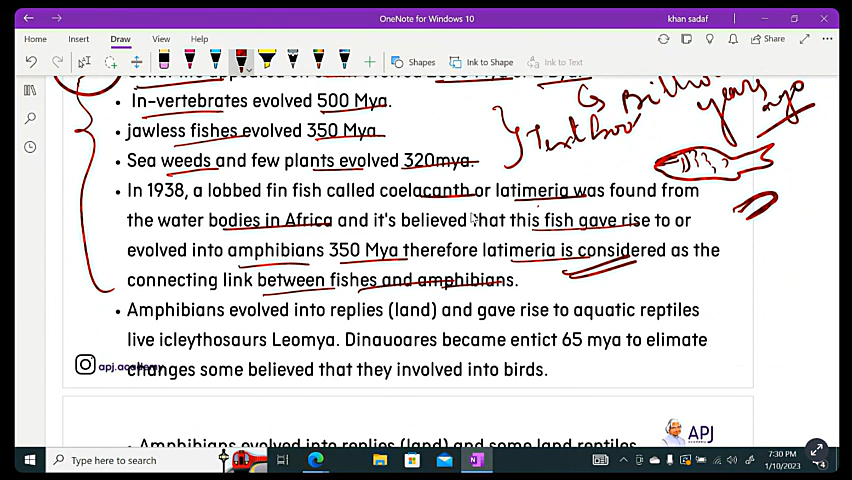 OneNote for Windows 10
khan sadaf
Home Insert Draw View Help Share
Shapes Ink to Shape Ink to Text
• In-vertebrates evolved 500 Mya.
• jawless fishes evolved 350 Mya.
• Sea weeds and few plants evolved 320mya.
• In 1938, a lobbed fin fish called coelacanth or latimeria was found from
the water bodies in Africa and it's believed that this fish gave rise to or
evolved into amphibians 350 Mya therefore latimeria is considered as the
connecting link between fishes and amphibians.
years ago
• Amphibians evolved into replies (land) and gave rise to aquatic reptiles
live icleythosaurs Leomya. Dinauoares became entict 65 mya to elimate
changes some believed that they involved into birds.
apj.academy
• Amphibians evolved into replies (land) and some land reptiles
APJ
Type here to search
7:30 PM
1/10/2023